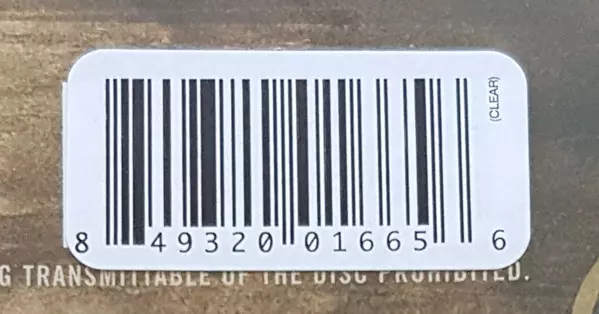 (CLEAR)
8 49320 01665 6
G TRANSMITTABLE OF THE DISC PROHIBITED.